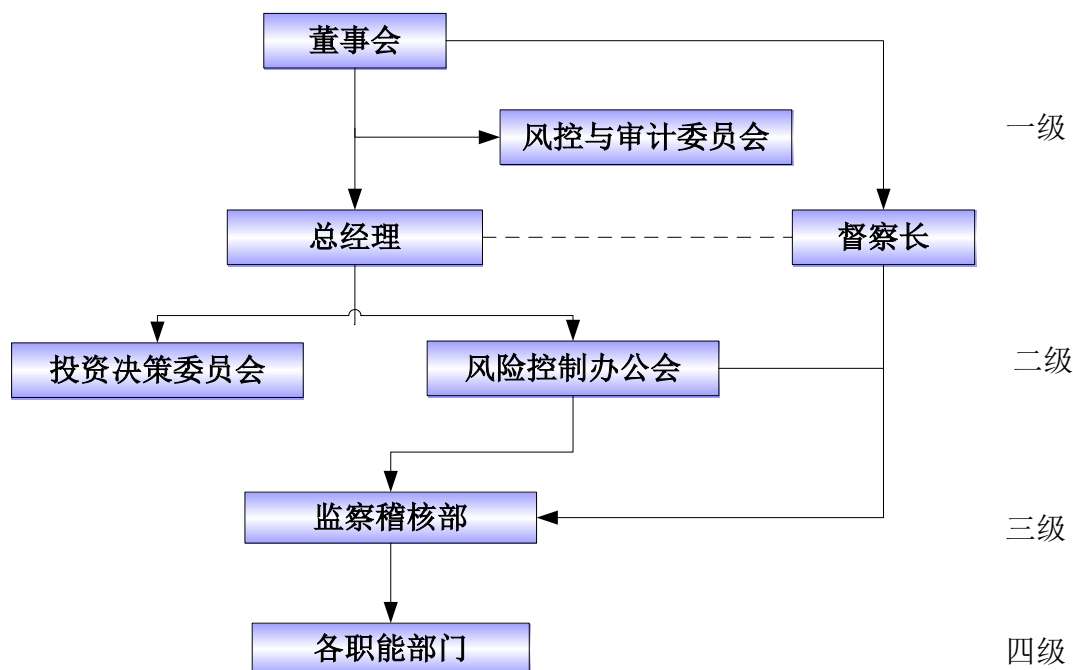 董事会
风控与审计委员会
一级
总经理
督察长
投资决策委员会
风险控制办公会
二级
监察稽核部
三级
各职能部门
四级